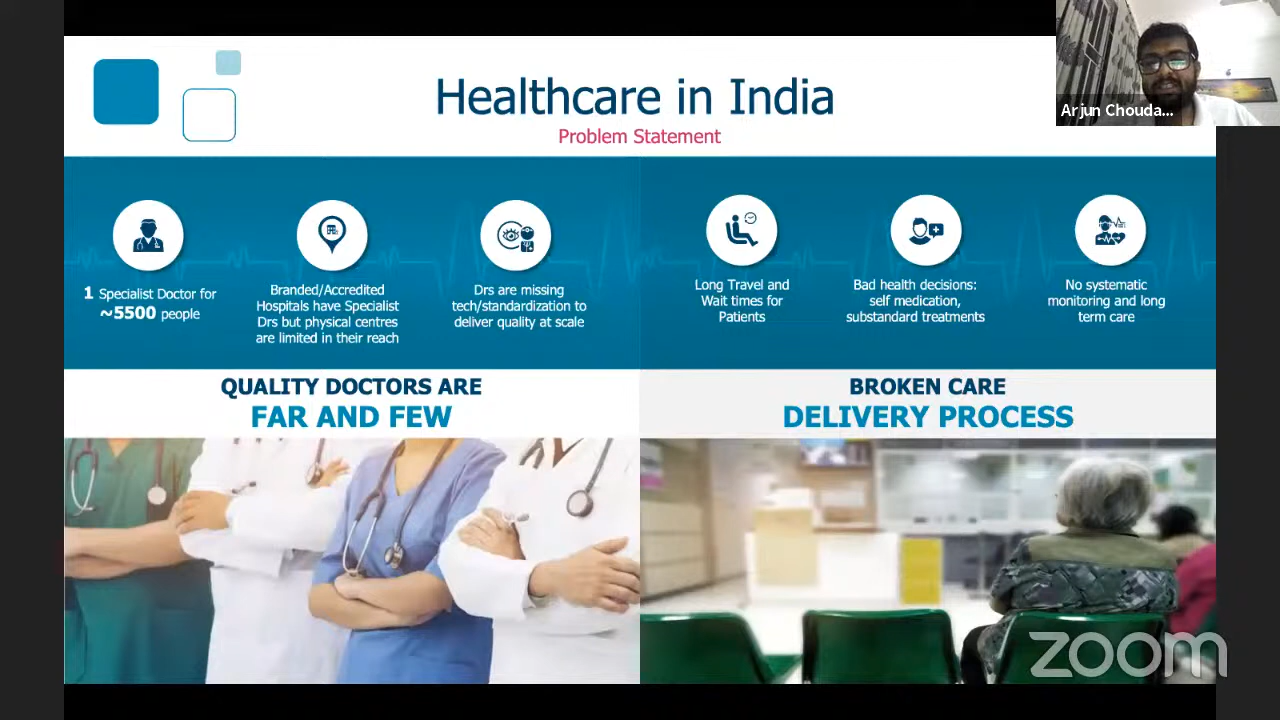 Healthcare in India
Problem Statement
Arjun Chouda...
1 Specialist Doctor for
~5500 people
Branded/Accredited
Hospitals have Specialist
Drs but physical centres
are limited in their reach
Drs are missing
tech/standardization to
deliver quality at scale
Long Travel and
Wait times for
Patients
Bad health decisions:
self medication,
substandard treatments
No systematic
monitoring and long
term care
QUALITY DOCTORS ARE
FAR AND FEW
BROKEN CARE
DELIVERY PROCESS
zoom